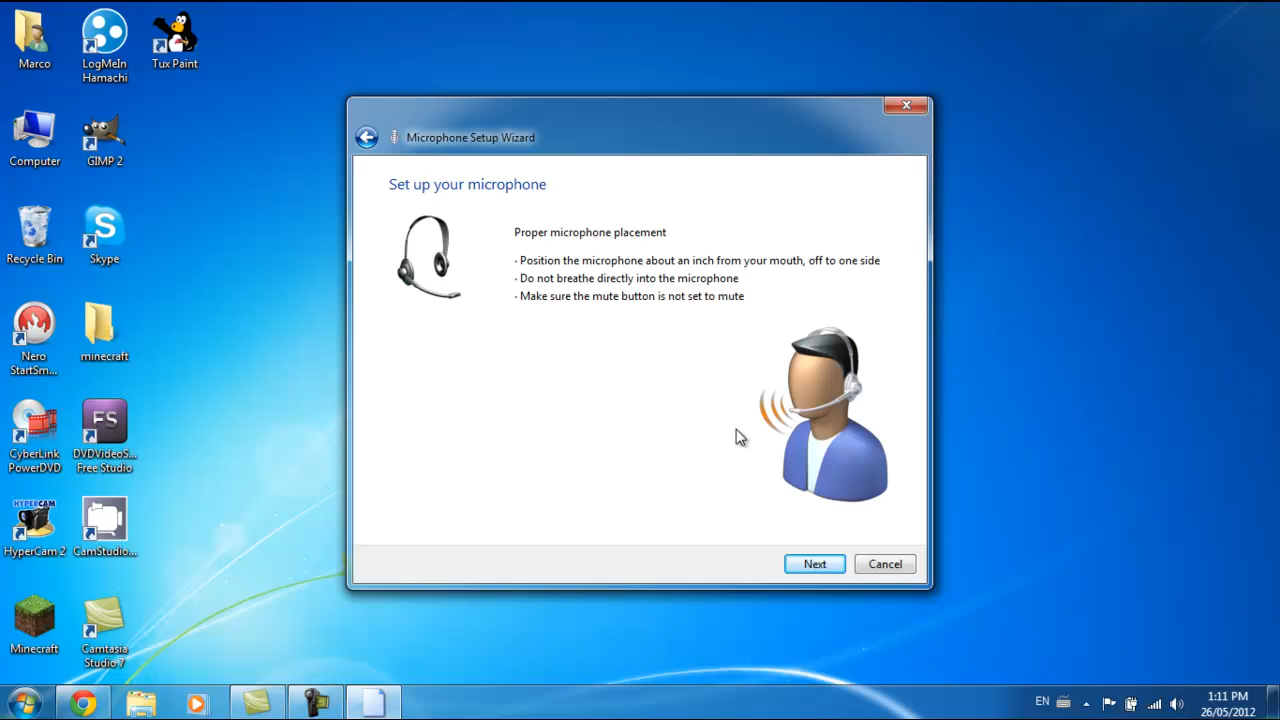 Marco
LogMeIn
Hamachi
Tux Paint
Computer
GIMP 2
Recycle Bin
Skype
Nero
StartSm...
minecraft
CyberLink
PowerDVD
FS
DVDVideoS...
Free Studio
HYPERCAM
HyperCam 2
CamStudio...
Minecraft
Camtasia
Studio 7
Microphone Setup Wizard
Set up your microphone
Proper microphone placement
· Position the microphone about an inch from your mouth, off to one side
· Do not breathe directly into the microphone
· Make sure the mute button is not set to mute
Next
Cancel
EN
1:11 PM
26/05/2012